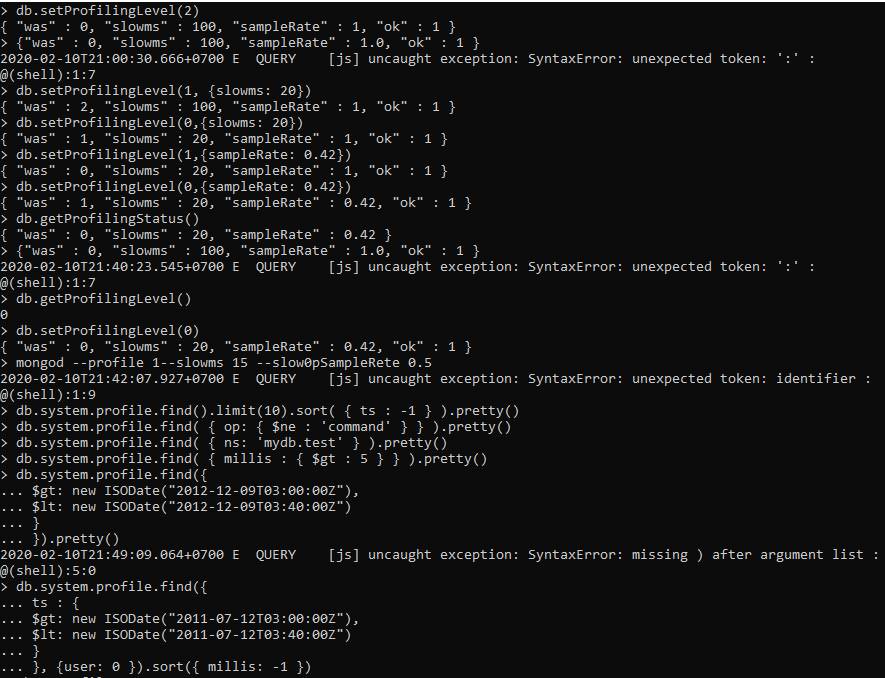 > db.setProfilingLevel(2)
{ "was" : 0, "slowms" : 100, "sampleRate" : 1, "ok" : 1 }
> {"was" : 0, "slowms" : 100, "sampleRate" : 1.0, "ok" : 1 }
2020-02-10T21:00:30.666+0700 E  QUERY    [js] uncaught exception: SyntaxError: unexpected token: ':' :
@(shell):1:7
> db.setProfilingLevel(1, {slowms: 20})
{ "was" : 2, "slowms" : 100, "sampleRate" : 1, "ok" : 1 }
> db.setProfilingLevel(0,{slowms: 20})
{ "was" : 1, "slowms" : 20, "sampleRate" : 1, "ok" : 1 }
> db.setProfilingLevel(1,{sampleRate: 0.42})
{ "was" : 0, "slowms" : 20, "sampleRate" : 1, "ok" : 1 }
> db.setProfilingLevel(0,{sampleRate: 0.42})
{ "was" : 1, "slowms" : 20, "sampleRate" : 0.42, "ok" : 1 }
> db.getProfilingStatus()
{ "was" : 0, "slowms" : 20, "sampleRate" : 0.42 }
> {"was" : 0, "slowms" : 100, "sampleRate" : 1.0, "ok" : 1 }
2020-02-10T21:40:23.545+0700 E  QUERY    [js] uncaught exception: SyntaxError: unexpected token: ':' :
@(shell):1:7
> db.getProfilingLevel()
0
> db.setProfilingLevel(0)
{ "was" : 0, "slowms" : 20, "sampleRate" : 0.42, "ok" : 1 }
> mongod --profile 1--slowms 15 --slow0pSampleRete 0.5
2020-02-10T21:42:07.927+0700 E  QUERY    [js] uncaught exception: SyntaxError: unexpected token: identifier :
@(shell):1:9
> db.system.profile.find().limit(10).sort( { ts : -1 } ).pretty()
> db.system.profile.find( { op: { $ne : 'command' } } ).pretty()
> db.system.profile.find( { ns: 'mydb.test' } ).pretty()
> db.system.profile.find( { millis : { $gt : 5 } } ).pretty()
> db.system.profile.find({
... $gt: new ISODate("2012-12-09T03:00:00Z"),
... $lt: new ISODate("2012-12-09T03:40:00Z")
... }
... }).pretty()
2020-02-10T21:49:09.064+0700 E  QUERY    [js] uncaught exception: SyntaxError: missing ) after argument list :
@(shell):5:0
> db.system.profile.find({
... ts : {
... $gt: new ISODate("2011-07-12T03:00:00Z"),
... $lt: new ISODate("2011-07-12T03:40:00Z")
... }
... }, {user: 0 }).sort({ millis: -1 })